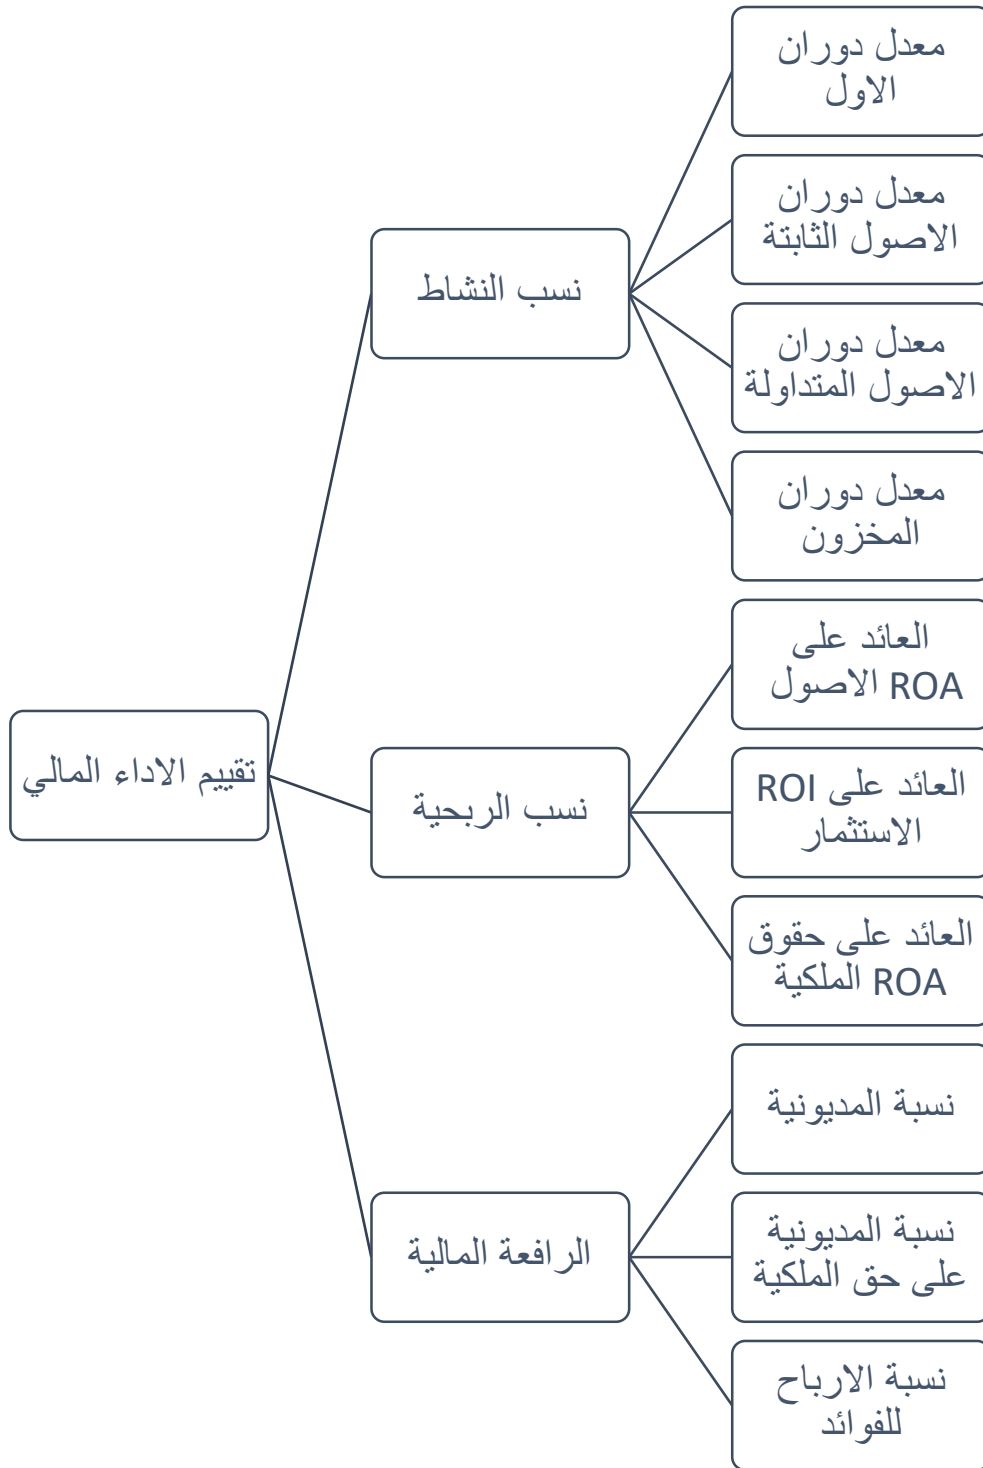 تقييم الاداء المالي
نسب النشاط
معدل دوران
الاول
معدل دوران
الاصول الثابتة
معدل دوران
الاصول المتداولة
معدل دوران
المخزون
نسب الربحية
العائد على
الاصول ROA
العائد على ROI
الاستثمار
العائد على حقوق
الملكية ROA
الرافعة المالية
نسبة المديونية
نسبة المديونية
على حق الملكية
نسبة الارباح
للفوائد